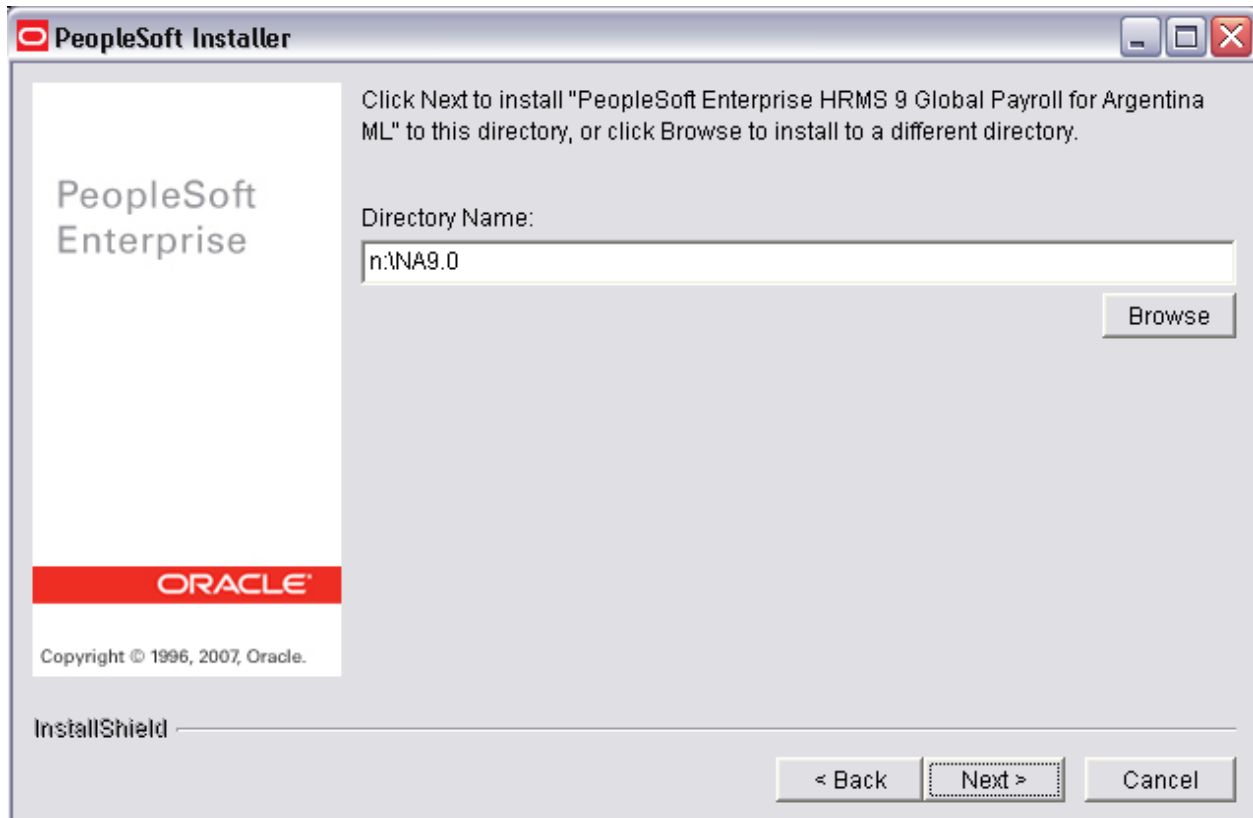 PeopleSoft Installer
Click Next to install "PeopleSoft Enterprise HRMS 9 Global Payroll for Argentina
ML" to this directory, or click Browse to install to a different directory.
PeopleSoft
Enterprise
Directory Name:
n:\NA9.0
Browse
ORACLE®
Copyright © 1996, 2007, Oracle.
InstallShield
< Back
Next >
Cancel